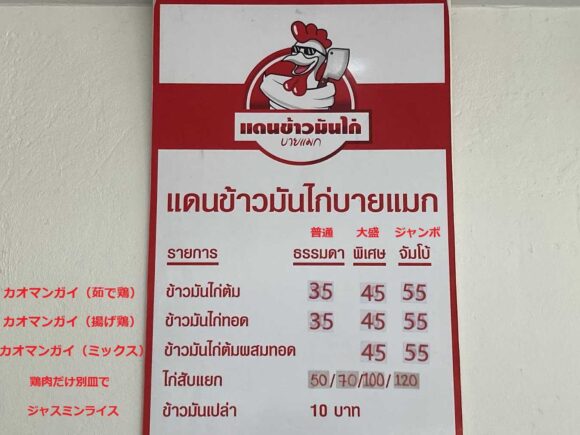 แดนข้าวมันไก่
บายแมก
แดนข้าวมันไก่บายแมก
普通 大盛 ジャンボ
รายการ ธรรมดา พิเศษ จัมโบ้
カオマンガイ（茹で鶏） ข้าวมันไก่ต้ม 35 45 55
カオマンガイ（揚げ鶏） ข้าวมันไก่ทอด 35 45 55
カオマンガイ（ミックス） ข้าวมันไก่ต้มผสมทอด 45 55
鶏肉だけ別皿で ไก่สับแยก 50/70/100/120
ジャスミンライス ข้าวมันเปล่า 10 บาท